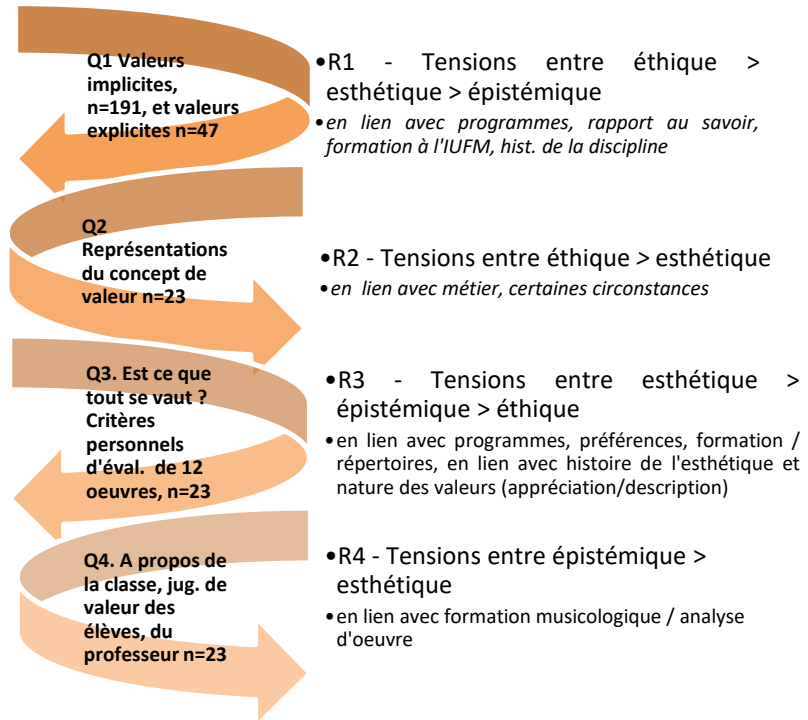 Q1 Valeurs
implicites,
n=191, et valeurs
explicites n=47
•R1 - Tensions entre éthique >
esthétique > épistémique
•en lien avec programmes, rapport au savoir,
formation à l'IUFM, hist. de la discipline
Q2
Représentations
du concept de
valeur n=23
•R2 - Tensions entre éthique > esthétique
•en lien avec métier, certaines circonstances
Q3. Est ce que
tout se vaut ?
Critères
personnels
d'éval. de 12
oeuvres, n=23
•R3 - Tensions entre esthétique >
épistémique > éthique
•en lien avec programmes, préférences, formation /
répertoires, en lien avec histoire de l'esthétique et
nature des valeurs (appréciation/description)
Q4. A propos de
la classe, jug. de
valeur des
élèves, du
professeur n=23
•R4 - Tensions entre épistémique >
esthétique
•en lien avec formation musicologique / analyse
d'oeuvre